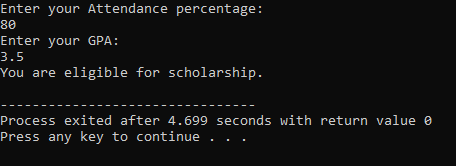 Enter your Attendance percentage:
80
Enter your GPA:
3.5
You are eligible for scholarship.
--------------------------------
Process exited after 4.699 seconds with return value 0
Press any key to continue . . .